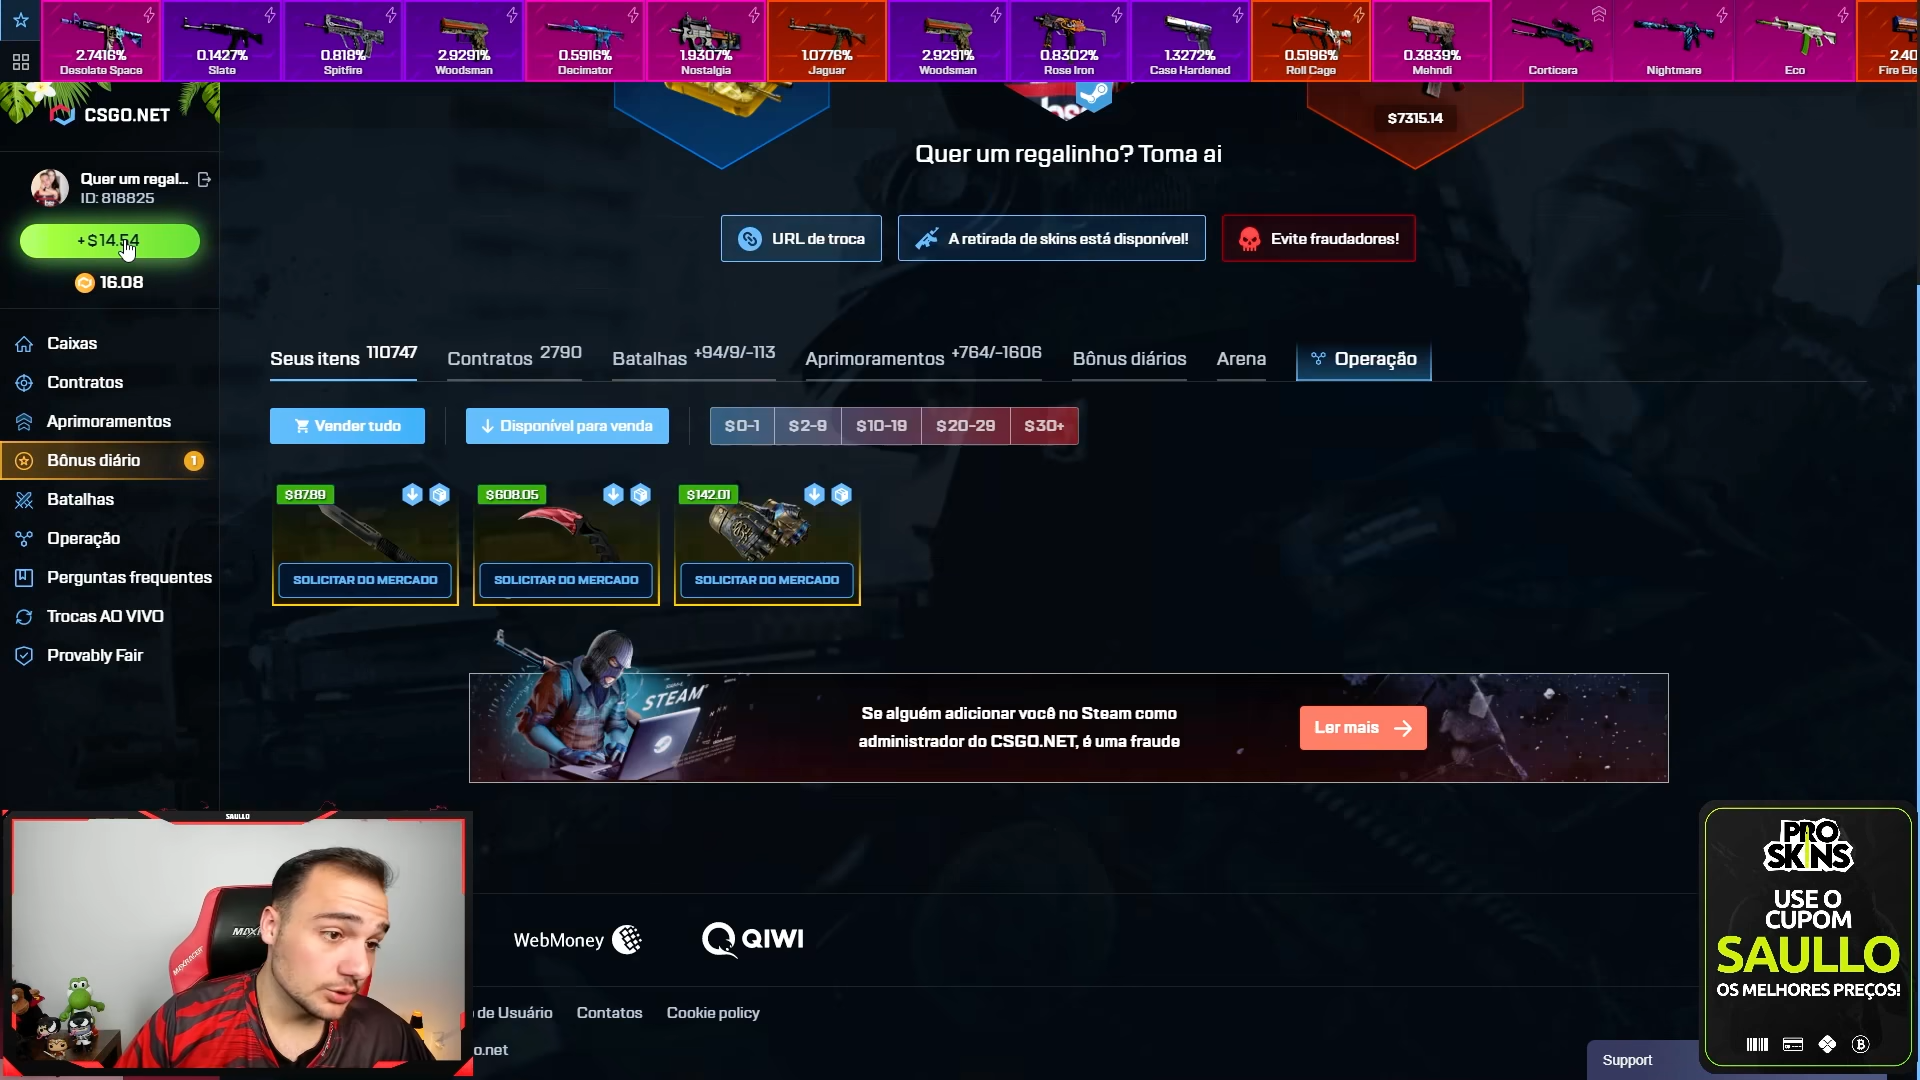 2.7416%
Desolate Space
0.1427%
Slate
0.818%
Spitfire
2.9291%
Woodsman
0.5916%
Decimator
1.9307%
Nostalgia
1.0776%
Jaguar
2.9291%
Woodsman
0.8302%
Rose Iron
1.3272%
Case Hardened
0.5196%
Roll Cage
0.3839%
Mehndi
Corticera
Nightmare
Eco
2.40
Fire Ele
CSGO.NET
Quer um regal...
ID: 818825
+$14.54
16.08
Caixas
Contratos
Aprimoramentos
Bônus diário 1
Batalhas
Operação
Perguntas frequentes
Trocas AO VIVO
Provably Fair
$7315.14
Quer um regalinho? Toma ai
URL de troca
A retirada de skins está disponível!
Evite fraudadores!
Seus itens 110747
Contratos 2790
Batalhas +94/9/-113
Aprimoramentos +764/-1606
Bônus diários
Arena
Operação
Vender tudo
Disponível para venda
$0-1
$2-9
$10-19
$20-29
$30+
$87.89
SOLICITAR DO MERCADO
$608.05
SOLICITAR DO MERCADO
$142.01
SOLICITAR DO MERCADO
STEAM
Se alguém adicionar você no Steam como
administrador do CSGO.NET, é uma fraude
Ler mais
SAULLO
WebMoney
QIWI
de Usuário
Contatos
Cookie policy
o.net
PRO
SKINS
USE O
CUPOM
SAULLO
OS MELHORES PREÇOS!
Support